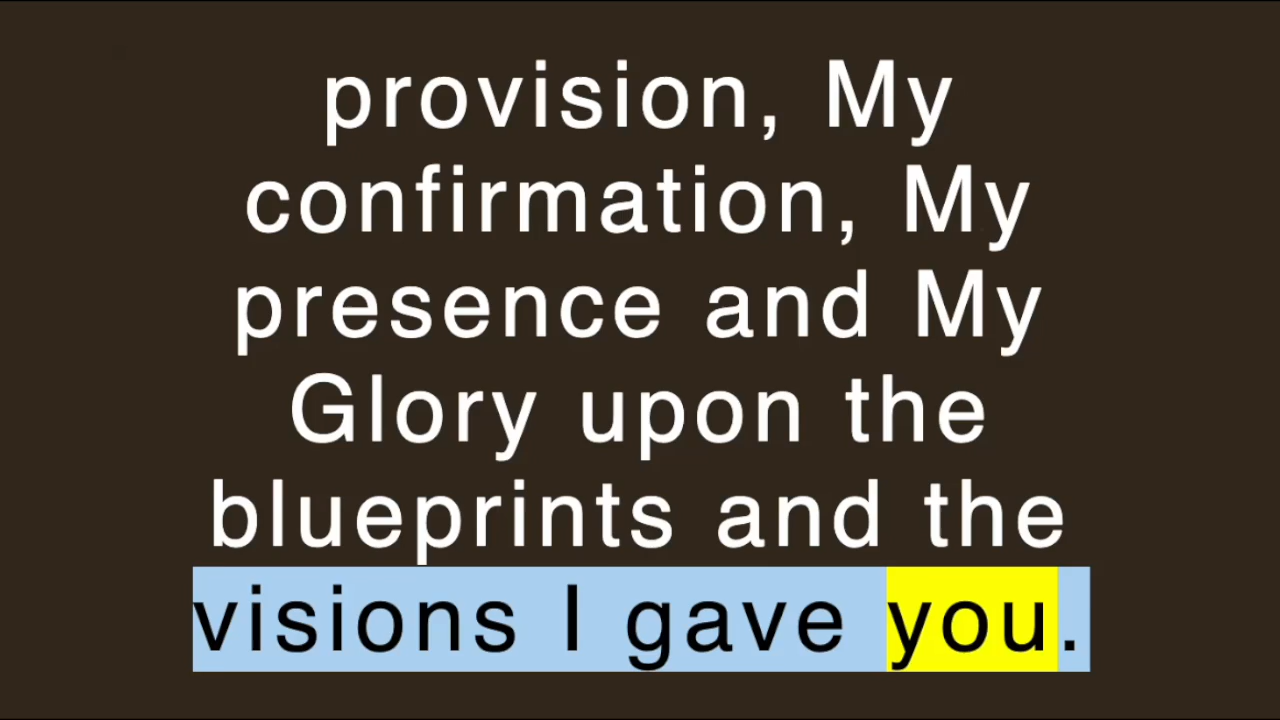 provision, My
confirmation, My
presence and My
Glory upon the
blueprints and the
visions I gave you.